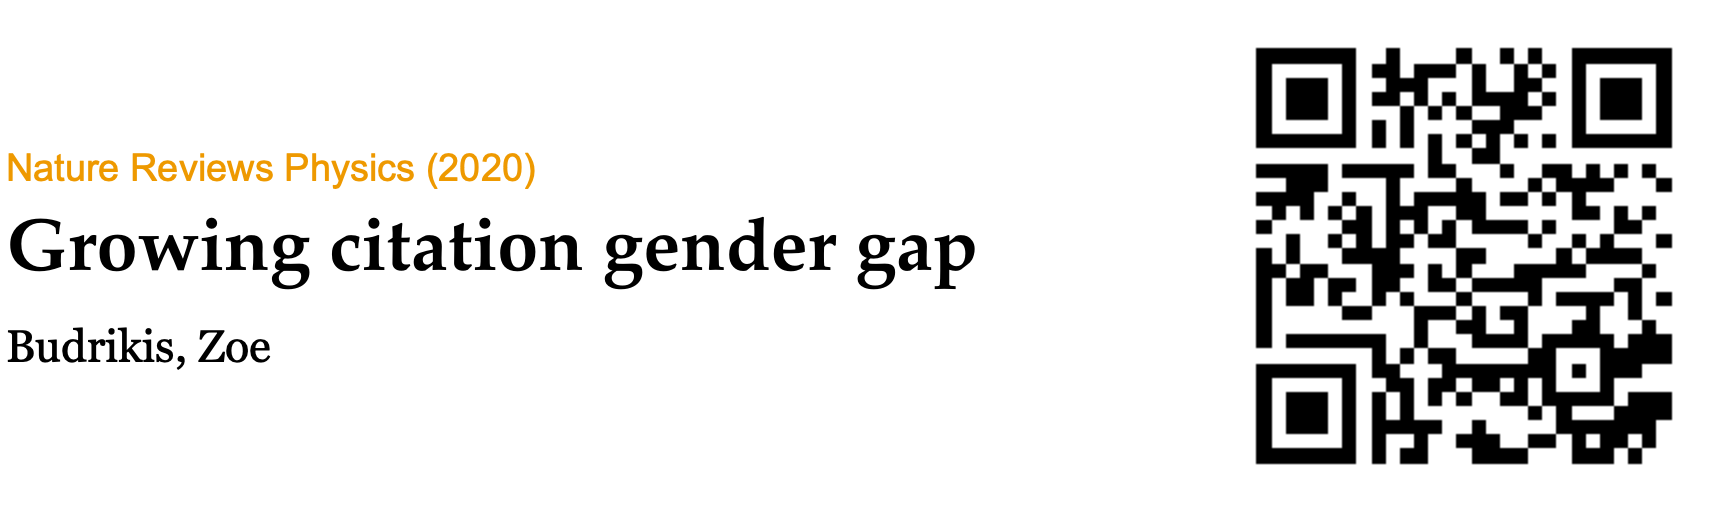 Nature Reviews Physics (2020)
Growing citation gender gap
Budrikis, Zoe